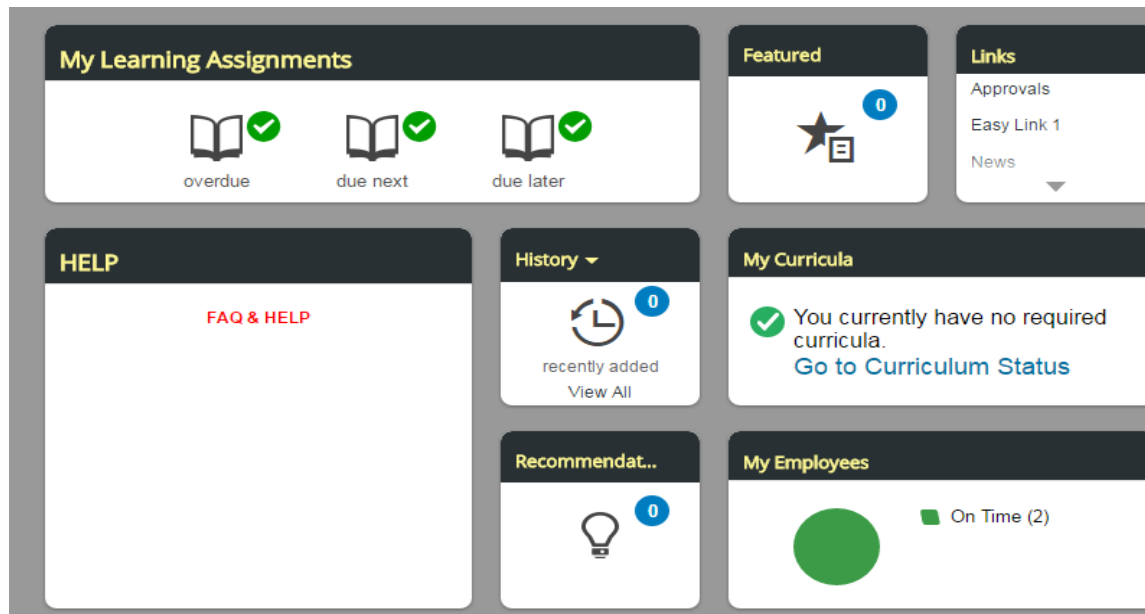 My Learning Assignments
overdue
due next
due later
Featured
0
Links
Approvals
Easy Link 1
News
HELP
FAQ & HELP
History
0
recently added
View All
My Curricula
You currently have no required
curricula.
Go to Curriculum Status
Recommendat...
0
My Employees
On Time (2)